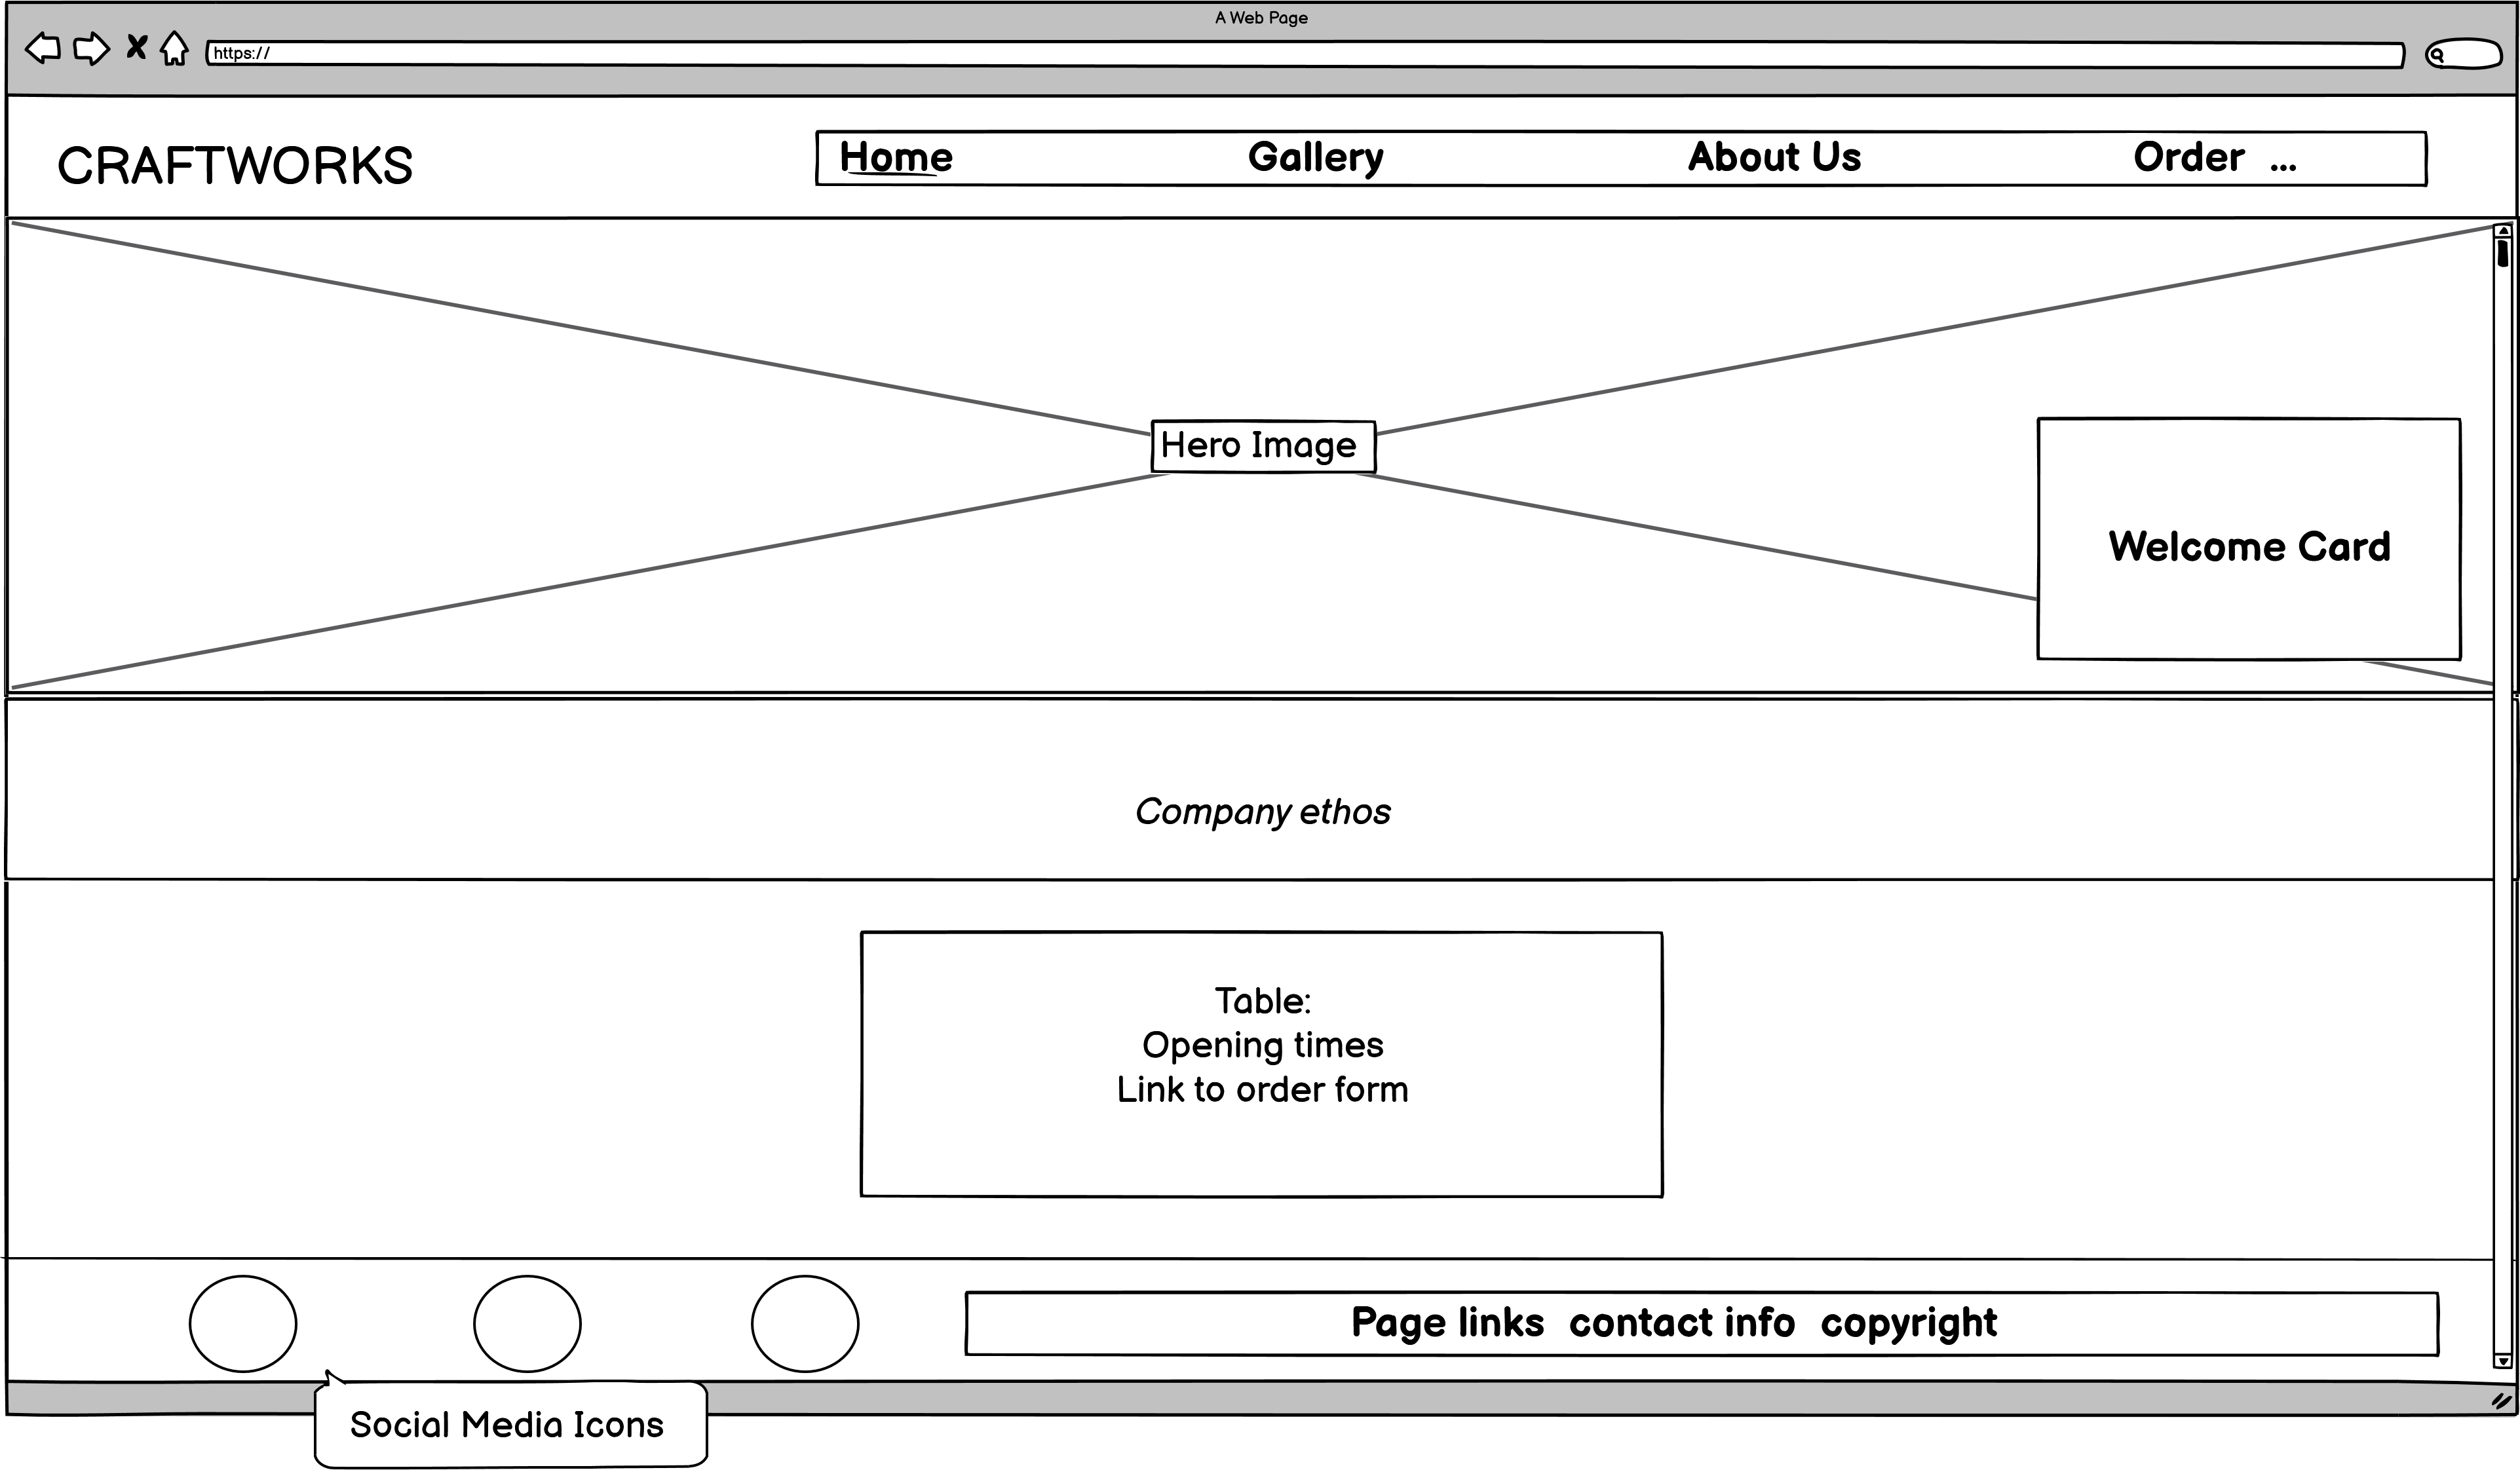 A Web Page
https://
CRAFTWORKS
Home Gallery About Us Order ...
Hero Image
Welcome Card
Company ethos
Table:
Opening times
Link to order form
Page links contact info copyright
Social Media Icons